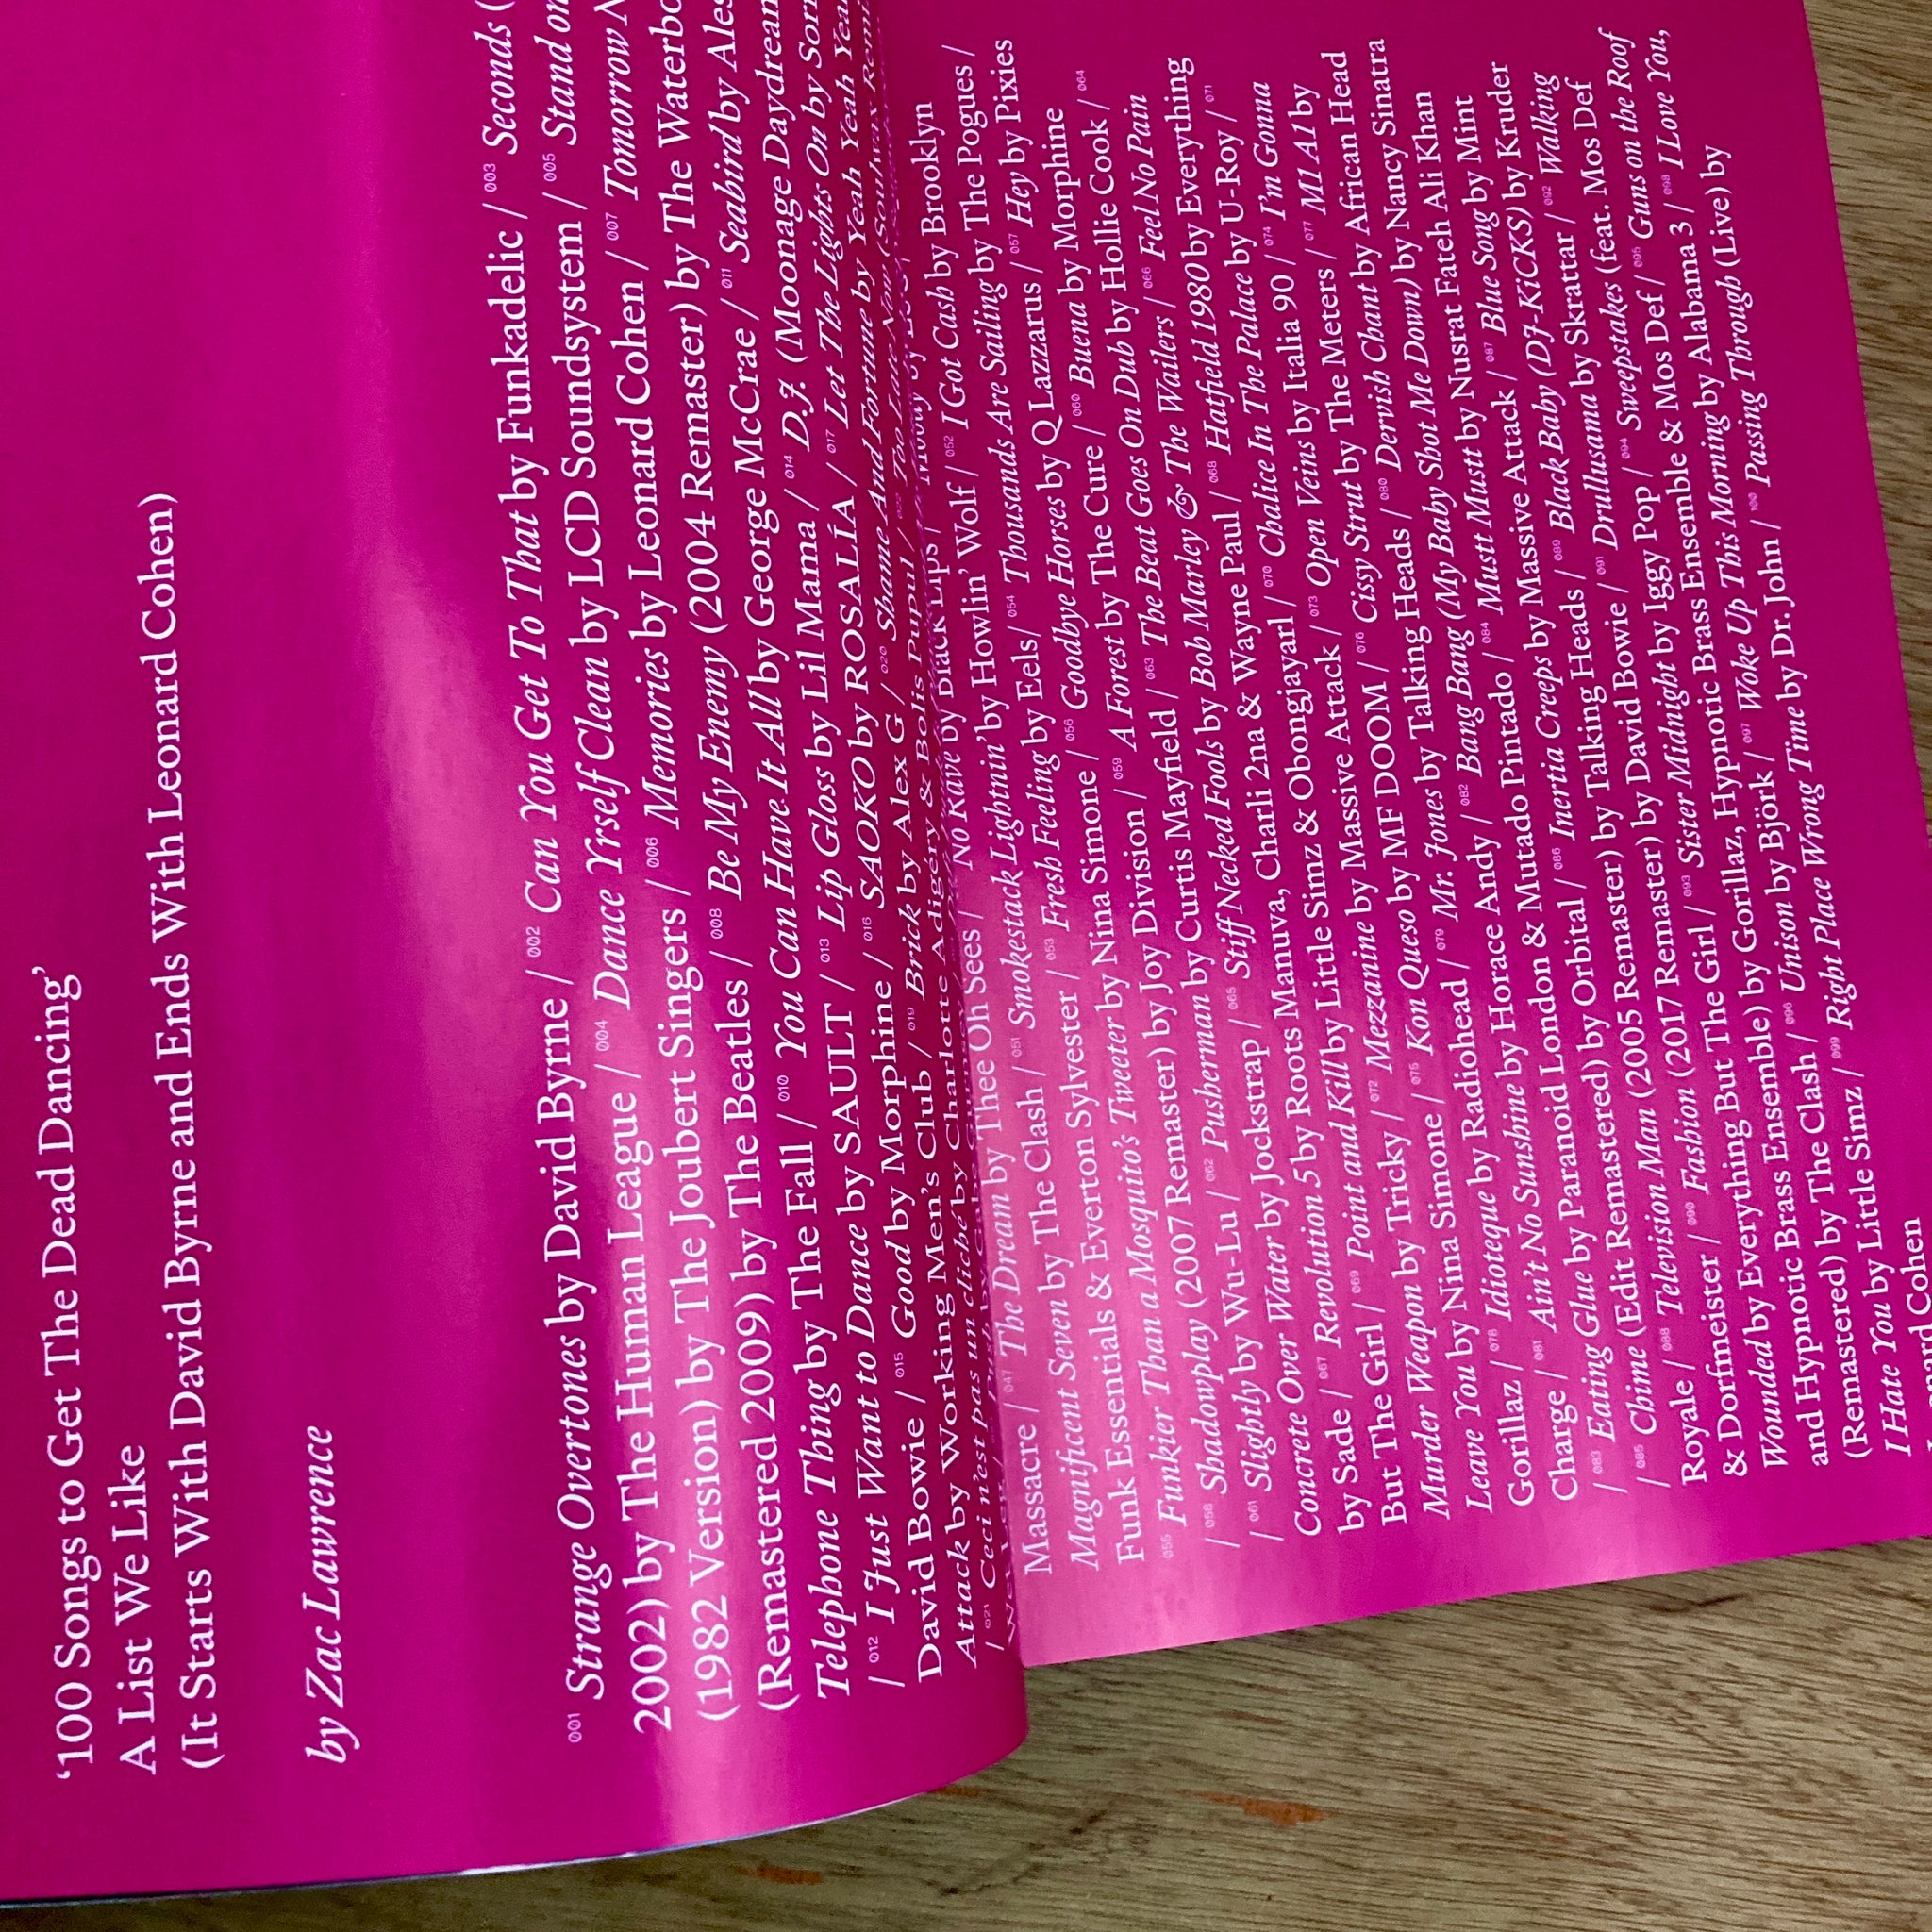 ‘100 Songs to Get The Dead Dancing’
A List We Like
(It Starts With David Byrne and Ends With Leonard Cohen)
by Zac Lawrence
001 Strange Overtones by David Byrne / 002 Can You Get To That by Funkadelic / 003 Seconds (
2002) by The Human League / 004 Dance Yrself Clean by LCD Soundsystem / 005 Stand on
(1982 Version) by The Joubert Singers / 006 Memories by Leonard Cohen / 007 Tomorrow
(Remastered 2009) by The Beatles / 008 Be My Enemy (2004 Remaster) by The Waterbo
Telephone Thing by The Fall / 010 You Can Have It All by George McCrae / 011 Seabird by Ales
/ 012 I Just Want to Dance by SAULT / 013 Lip Gloss by Lil Mama / 014 D.J. (Moonage Daydream
David Bowie / 015 Good by Morphine / 016 SAOKO by ROSALÍA / 017 Let The Lights On by Sorr
Attack by Working Men's Club / 019 Brick by Alex G / 020 Shame And Fortune by Yeah Yeah Yea
/ 021 Ceci n'est pas un cliché by Charlotte Adigéry & Bolis Pupul / Too Late Now (Soulwax Remi
Massacre / 047 The Dream by Thee Oh Sees / No Rave by Black Lips /
Magnificent Seven by The Clash / 051 Smokestack Lightnin' by Howlin' Wolf / 052 I Got Cash by Brooklyn
Funk Essentials & Everton Sylvester / 053 Fresh Feeling by Eels / 054 Thousands Are Sailing by The Pogues /
055 Funkier Than a Mosquito's Tweeter by Nina Simone / 056 Goodbye Horses by Q Lazzarus / 057 Hey by Pixies
/ 058 Shadowplay (2007 Remaster) by Joy Division / 059 A Forest by The Cure / 060 Buena by Morphine
/ 061 Slightly by Wu-Lu / 062 Pusherman by Curtis Mayfield / 063 The Beat Goes On Dub by Hollie Cook / 064
Concrete Over Water by Jockstrap / 065 Stiff Necked Fools by Bob Marley & The Wailers / 066 Feel No Pain
by Sade / 067 Revolution 5 by Roots Manuva, Charli 2na & Wayne Paul / 068 Hatfield 1980 by Everything
But The Girl / 069 Point and Kill by Little Simz & Obongjayarl / 070 Chalice In The Palace by U-Roy / 071
Murder Weapon by Tricky / 072 Mezzanine by Massive Attack / 073 Open Veins by Italia 90 / 074 I'm Gonna
Leave You by Nina Simone / 075 Kon Queso by MF DOOM / 076 Cissy Strut by The Meters / 077 M1 A1 by
Gorillaz / 078 Idioteque by Radiohead / 079 Mr. Jones by Talking Heads / 080 Dervish Chant by African Head
Charge / 081 Ain't No Sunshine by Horace Andy / 082 Bang Bang (My Baby Shot Me Down) by Nancy Sinatra
/ 083 Eating Glue by Paranoid London & Mutado Pintado / 084 Mustt Mustt by Nusrat Fateh Ali Khan
/ 085 Chime (Edit Remastered) by Orbital / 086 Inertia Creeps by Massive Attack / 087 Blue Song by Mint
Royale / 088 Television Man (2005 Remaster) by Talking Heads / 089 Black Baby (DJ-KiCKS) by Kruder
& Dorfmeister / 090 Fashion (2017 Remaster) by David Bowie / 091 Drullusama by Skrattar / 092 Walking
Wounded by Everything But The Girl / 093 Sister Midnight by Iggy Pop / 094 Sweepstakes (feat. Mos Def
and Hypnotic Brass Ensemble) by Gorillaz, Hypnotic Brass Ensemble & Mos Def / 095 Guns on the Roof
(Remastered) by The Clash / 096 Unison by Björk / 097 Woke Up This Morning by Alabama 3 / 098 I Love You,
I Hate You by Little Simz / 099 Right Place Wrong Time by Dr. John / 100 Passing Through (Live) by
Cohen